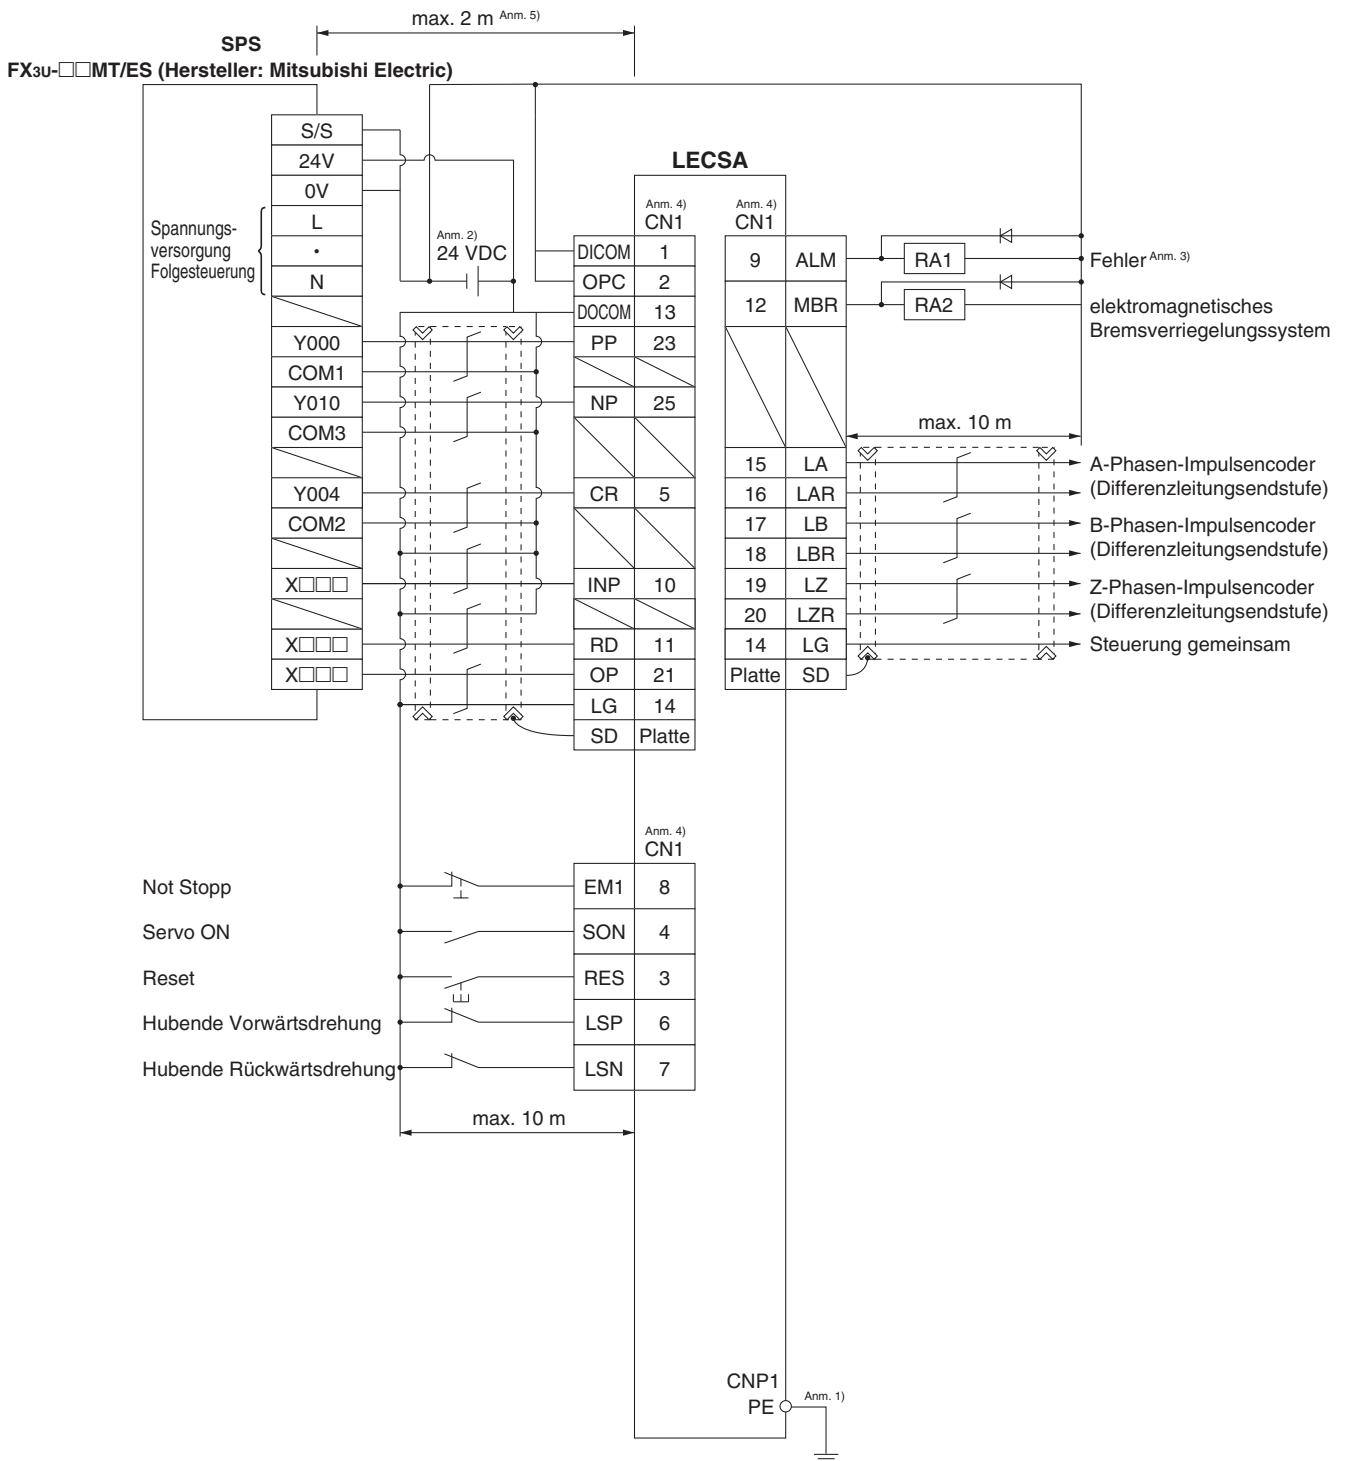 max. 2 m Anm. 5)
SPS
FX3U-□□MT/ES (Hersteller: Mitsubishi Electric)
S/S
24V
0V
L
•
N
Spannungs-
versorgung
Folgesteuerung
Y000
COM1
Y010
COM3
Y004
COM2
X□□□
X□□□
X□□□
Anm. 2)
24 VDC
LECSA
Anm. 4)
CN1
DICOM 1
OPC 2
DOCOM 13
PP 23
NP 25
CR 5
INP 10
RD 11
OP 21
LG 14
SD Platte
Anm. 4)
CN1
9 ALM
12 MBR
15 LA
16 LAR
17 LB
18 LBR
19 LZ
20 LZR
14 LG
Platte SD
RA1
RA2
Fehler Anm. 3)
elektromagnetisches
Bremsverriegelungssystem
max. 10 m
A-Phasen-Impulsencoder
(Differenzleitungsendstufe)
B-Phasen-Impulsencoder
(Differenzleitungsendstufe)
Z-Phasen-Impulsencoder
(Differenzleitungsendstufe)
Steuerung gemeinsam
Anm. 4)
CN1
Not Stopp
EM1 8
Servo ON
SON 4
Reset
RES 3
Hubende Vorwärtsdrehung
LSP 6
Hubende Rückwärtsdrehung
LSN 7
max. 10 m
CNP1
PE Anm. 1)